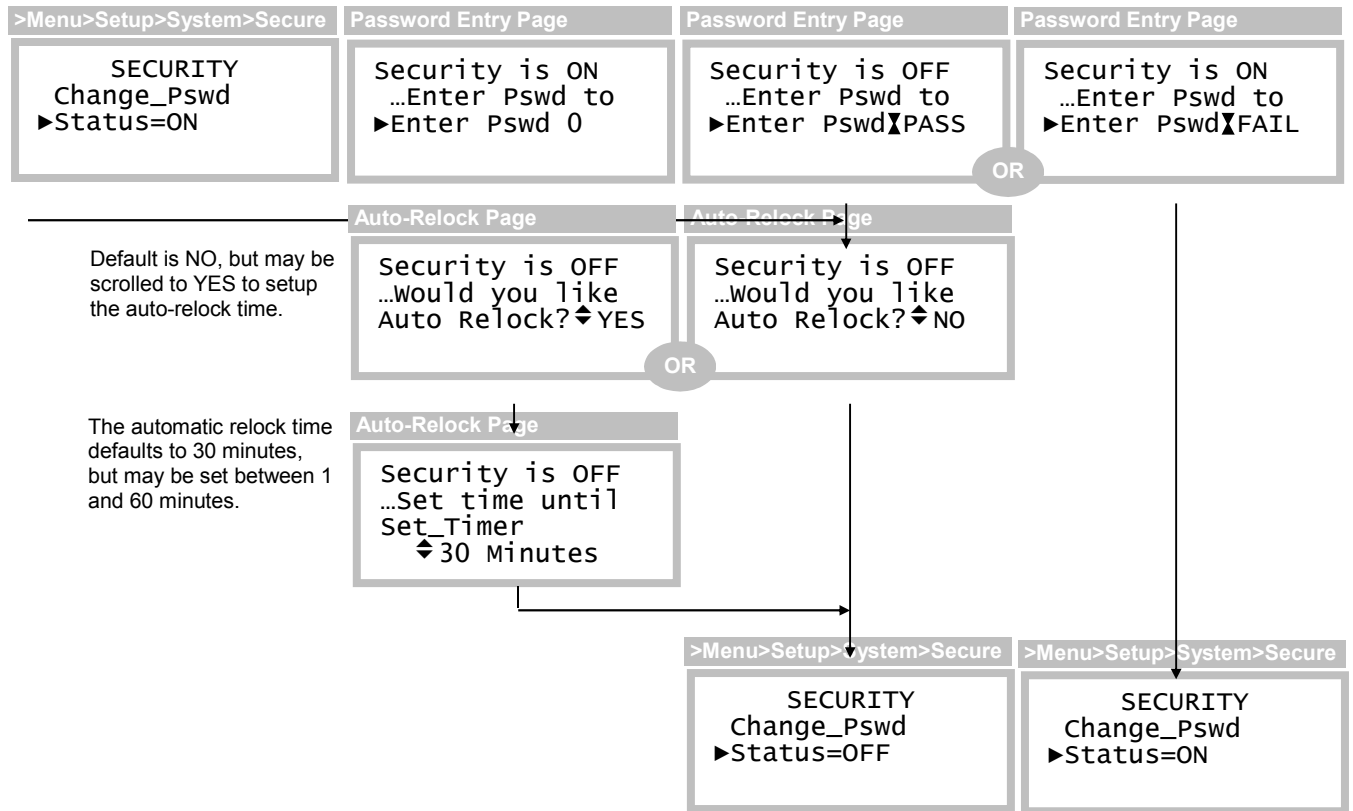 >Menu>Setup>System>Secure
SECURITY
Change_Pswd
►Status=ON
Password Entry Page
Security is ON
…Enter Pswd to
►Enter Pswd 0
Password Entry Page
Security is OFF
…Enter Pswd to
►Enter Pswd⧗PASS
OR
Password Entry Page
Security is ON
…Enter Pswd to
►Enter Pswd⧗FAIL
Default is NO, but may be
scrolled to YES to setup
the auto-relock time.
Auto-Relock Page
Security is OFF
…Would you like
Auto Relock?♦YES
OR
Auto-Relock Page
Security is OFF
…Would you like
Auto Relock?♦NO
The automatic relock time
defaults to 30 minutes,
but may be set between 1
and 60 minutes.
Auto-Relock Page
Security is OFF
…Set time until
Set_Timer
♦30 Minutes
>Menu>Setup>System>Secure
SECURITY
Change_Pswd
►Status=OFF
>Menu>Setup>System>Secure
SECURITY
Change_Pswd
►Status=ON